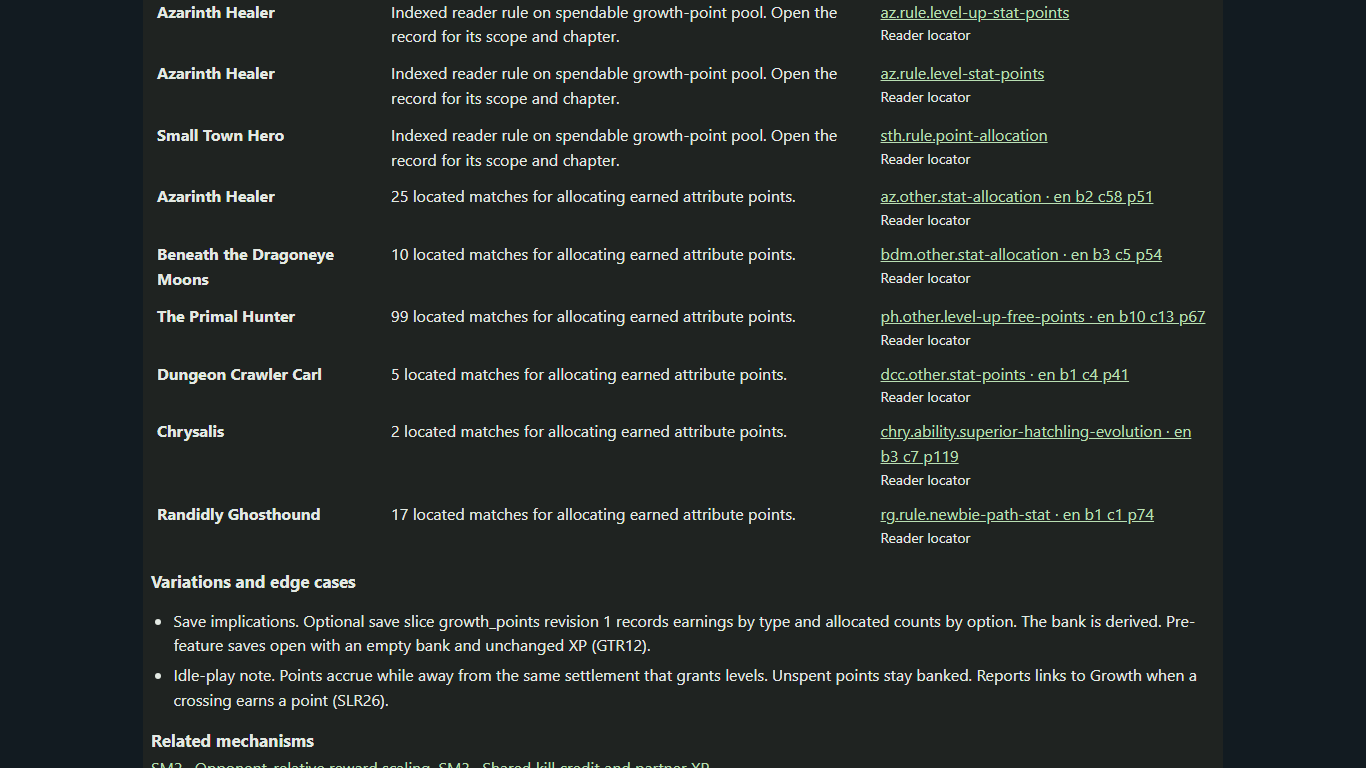 Azarinth Healer
Indexed reader rule on spendable growth-point pool. Open the
record for its scope and chapter.
az.rule.level-up-stat-points
Reader locator
Azarinth Healer
Indexed reader rule on spendable growth-point pool. Open the
record for its scope and chapter.
az.rule.level-stat-points
Reader locator
Small Town Hero
Indexed reader rule on spendable growth-point pool. Open the
record for its scope and chapter.
sth.rule.point-allocation
Reader locator
Azarinth Healer
25 located matches for allocating earned attribute points.
az.other.stat-allocation · en b2 c58 p51
Reader locator
Beneath the Dragoneye
Moons
10 located matches for allocating earned attribute points.
bdm.other.stat-allocation · en b3 c5 p54
Reader locator
The Primal Hunter
99 located matches for allocating earned attribute points.
ph.other.level-up-free-points · en b10 c13 p67
Reader locator
Dungeon Crawler Carl
5 located matches for allocating earned attribute points.
dcc.other.stat-points · en b1 c4 p41
Reader locator
Chrysalis
2 located matches for allocating earned attribute points.
chry.ability.superior-hatchling-evolution · en
b3 c7 p119
Reader locator
Randidly Ghosthound
17 located matches for allocating earned attribute points.
rg.rule.newbie-path-stat · en b1 c1 p74
Reader locator
Variations and edge cases
• Save implications. Optional save slice growth_points revision 1 records earnings by type and allocated counts by option. The bank is derived. Pre-
feature saves open with an empty bank and unchanged XP (GTR12).
• Idle-play note. Points accrue while away from the same settlement that grants levels. Unspent points stay banked. Reports links to Growth when a
crossing earns a point (SLR26).
Related mechanisms
SM2 · Opponent-relative reward scaling, SM3 · Shared kill credit and partner XP